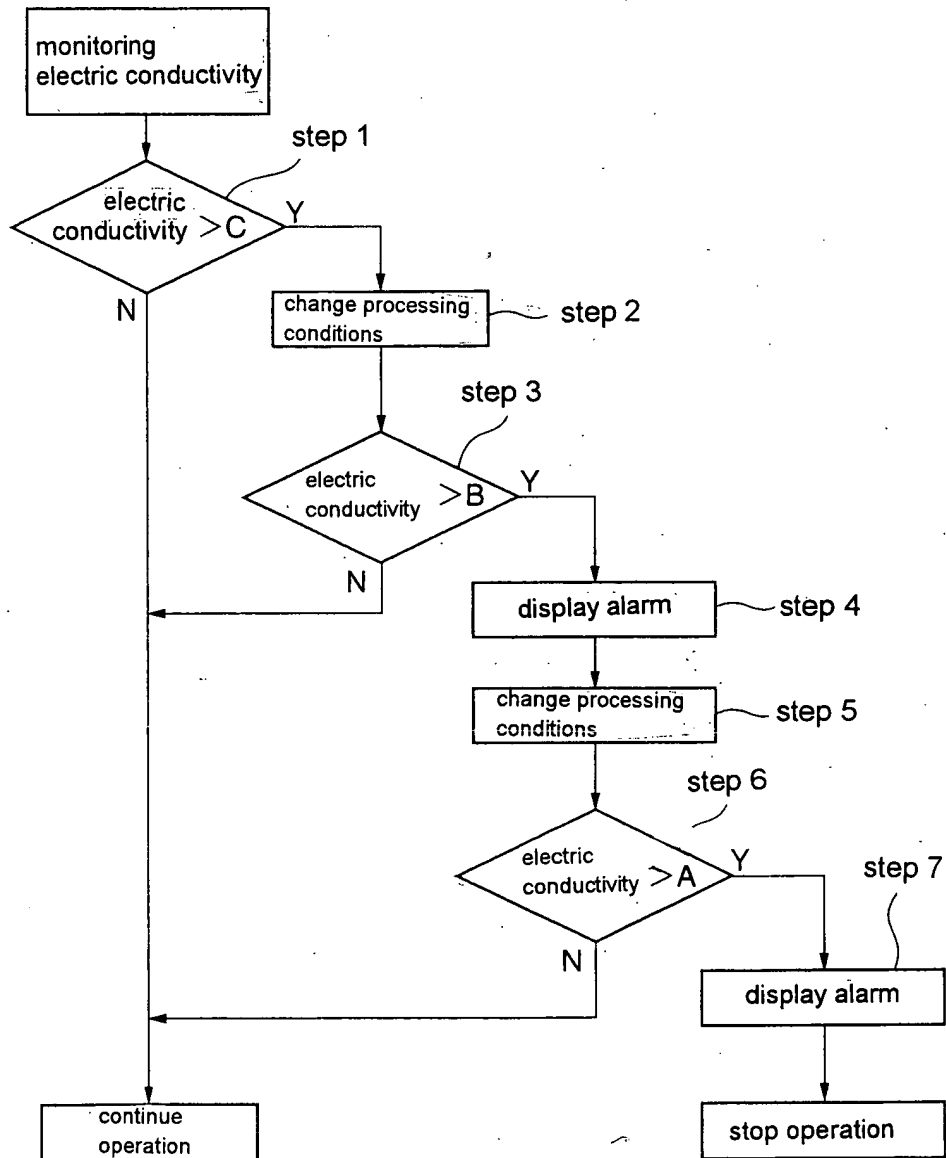 monitoring
electric conductivity
step 1
electric
conductivity >C
Y
N
change processing
conditions
step 2
step 3
electric
conductivity >B
Y
N
display alarm
step 4
change processing
conditions
step 5
step 6
electric
conductivity >A
Y
N
step 7
display alarm
continue
operation
stop operation